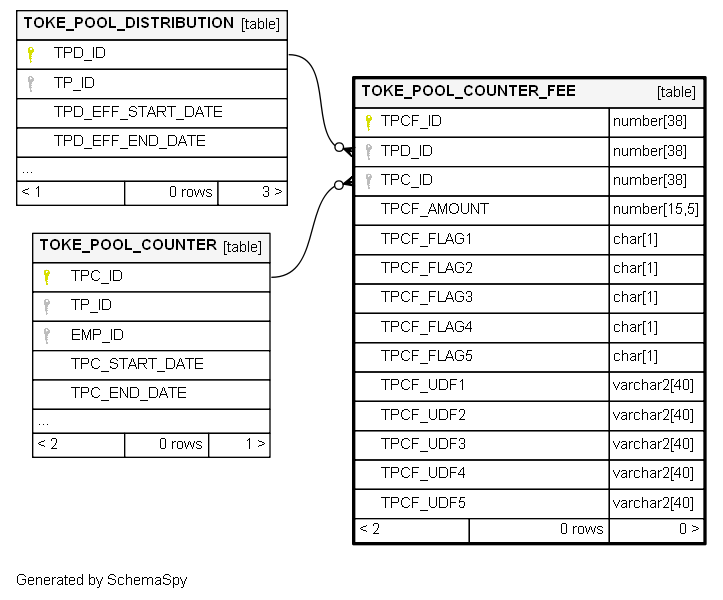 TOKE_POOL_DISTRIBUTION [table]
TPD_ID
TP_ID
TPD_EFF_START_DATE
TPD_EFF_END_DATE
...
< 1 0 rows 3 >
TOKE_POOL_COUNTER [table]
TPC_ID
TP_ID
EMP_ID
TPC_START_DATE
TPC_END_DATE
...
< 2 0 rows 1 >
TOKE_POOL_COUNTER_FEE [table]
TPCF_ID number[38]
TPD_ID number[38]
TPC_ID number[38]
TPCF_AMOUNT number[15,5]
TPCF_FLAG1 char[1]
TPCF_FLAG2 char[1]
TPCF_FLAG3 char[1]
TPCF_FLAG4 char[1]
TPCF_FLAG5 char[1]
TPCF_UDF1 varchar2[40]
TPCF_UDF2 varchar2[40]
TPCF_UDF3 varchar2[40]
TPCF_UDF4 varchar2[40]
TPCF_UDF5 varchar2[40]
< 2 0 rows 0 >
Generated by SchemaSpy